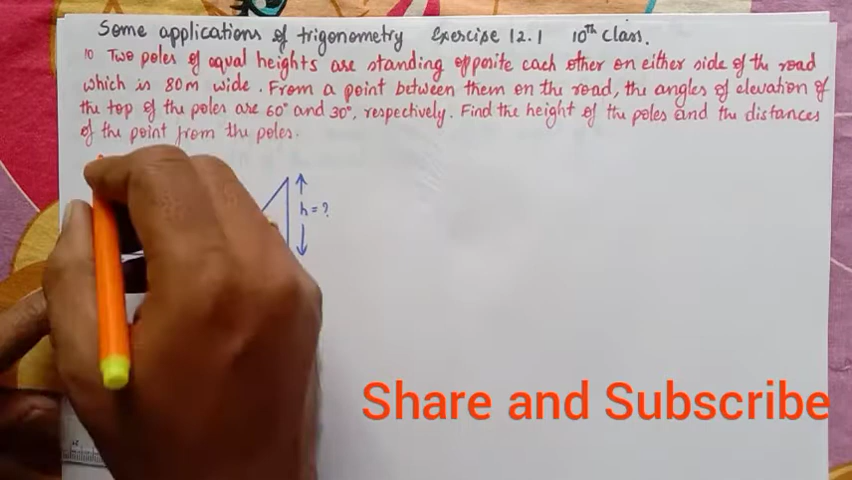 Some applications of trigonometry Exercise 12.1 10th class.
10 Two poles of equal heights are standing opposite each other on either side of the road
which is 80m wide. From a point between them on the road, the angles of elevation of
the top of the poles are 60° and 30°, respectively. Find the height of the poles and the distances
of the point from the poles.
h = ?
Share and Subscribe